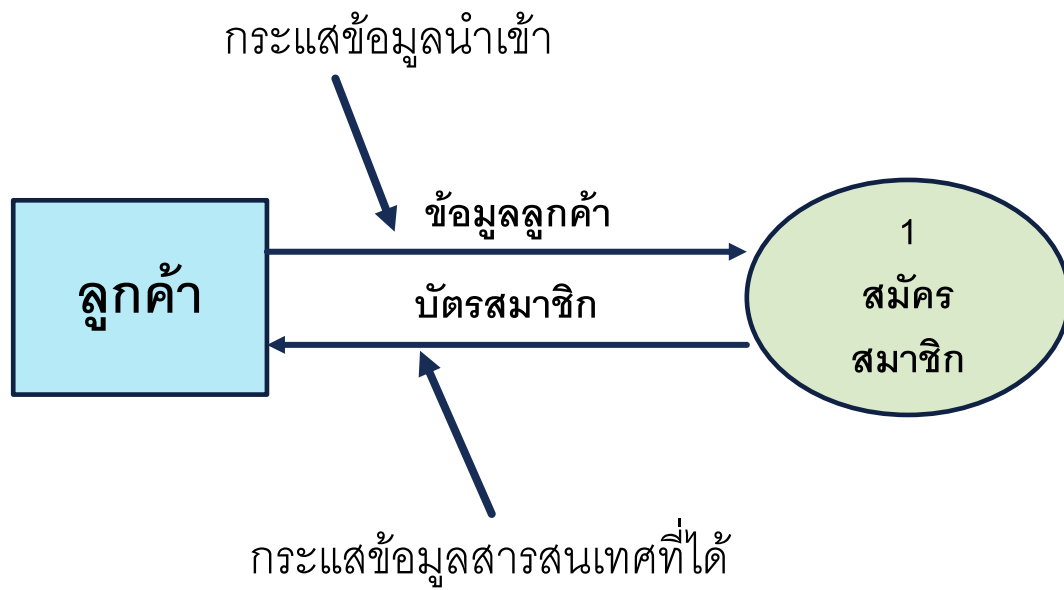 กระแสข้อมูลนำเข้า
ข้อมูลลูกค้า
ลูกค้า
บัตรสมาชิก
1
สมัคร
สมาชิก
กระแสข้อมูลสารสนเทศที่ได้